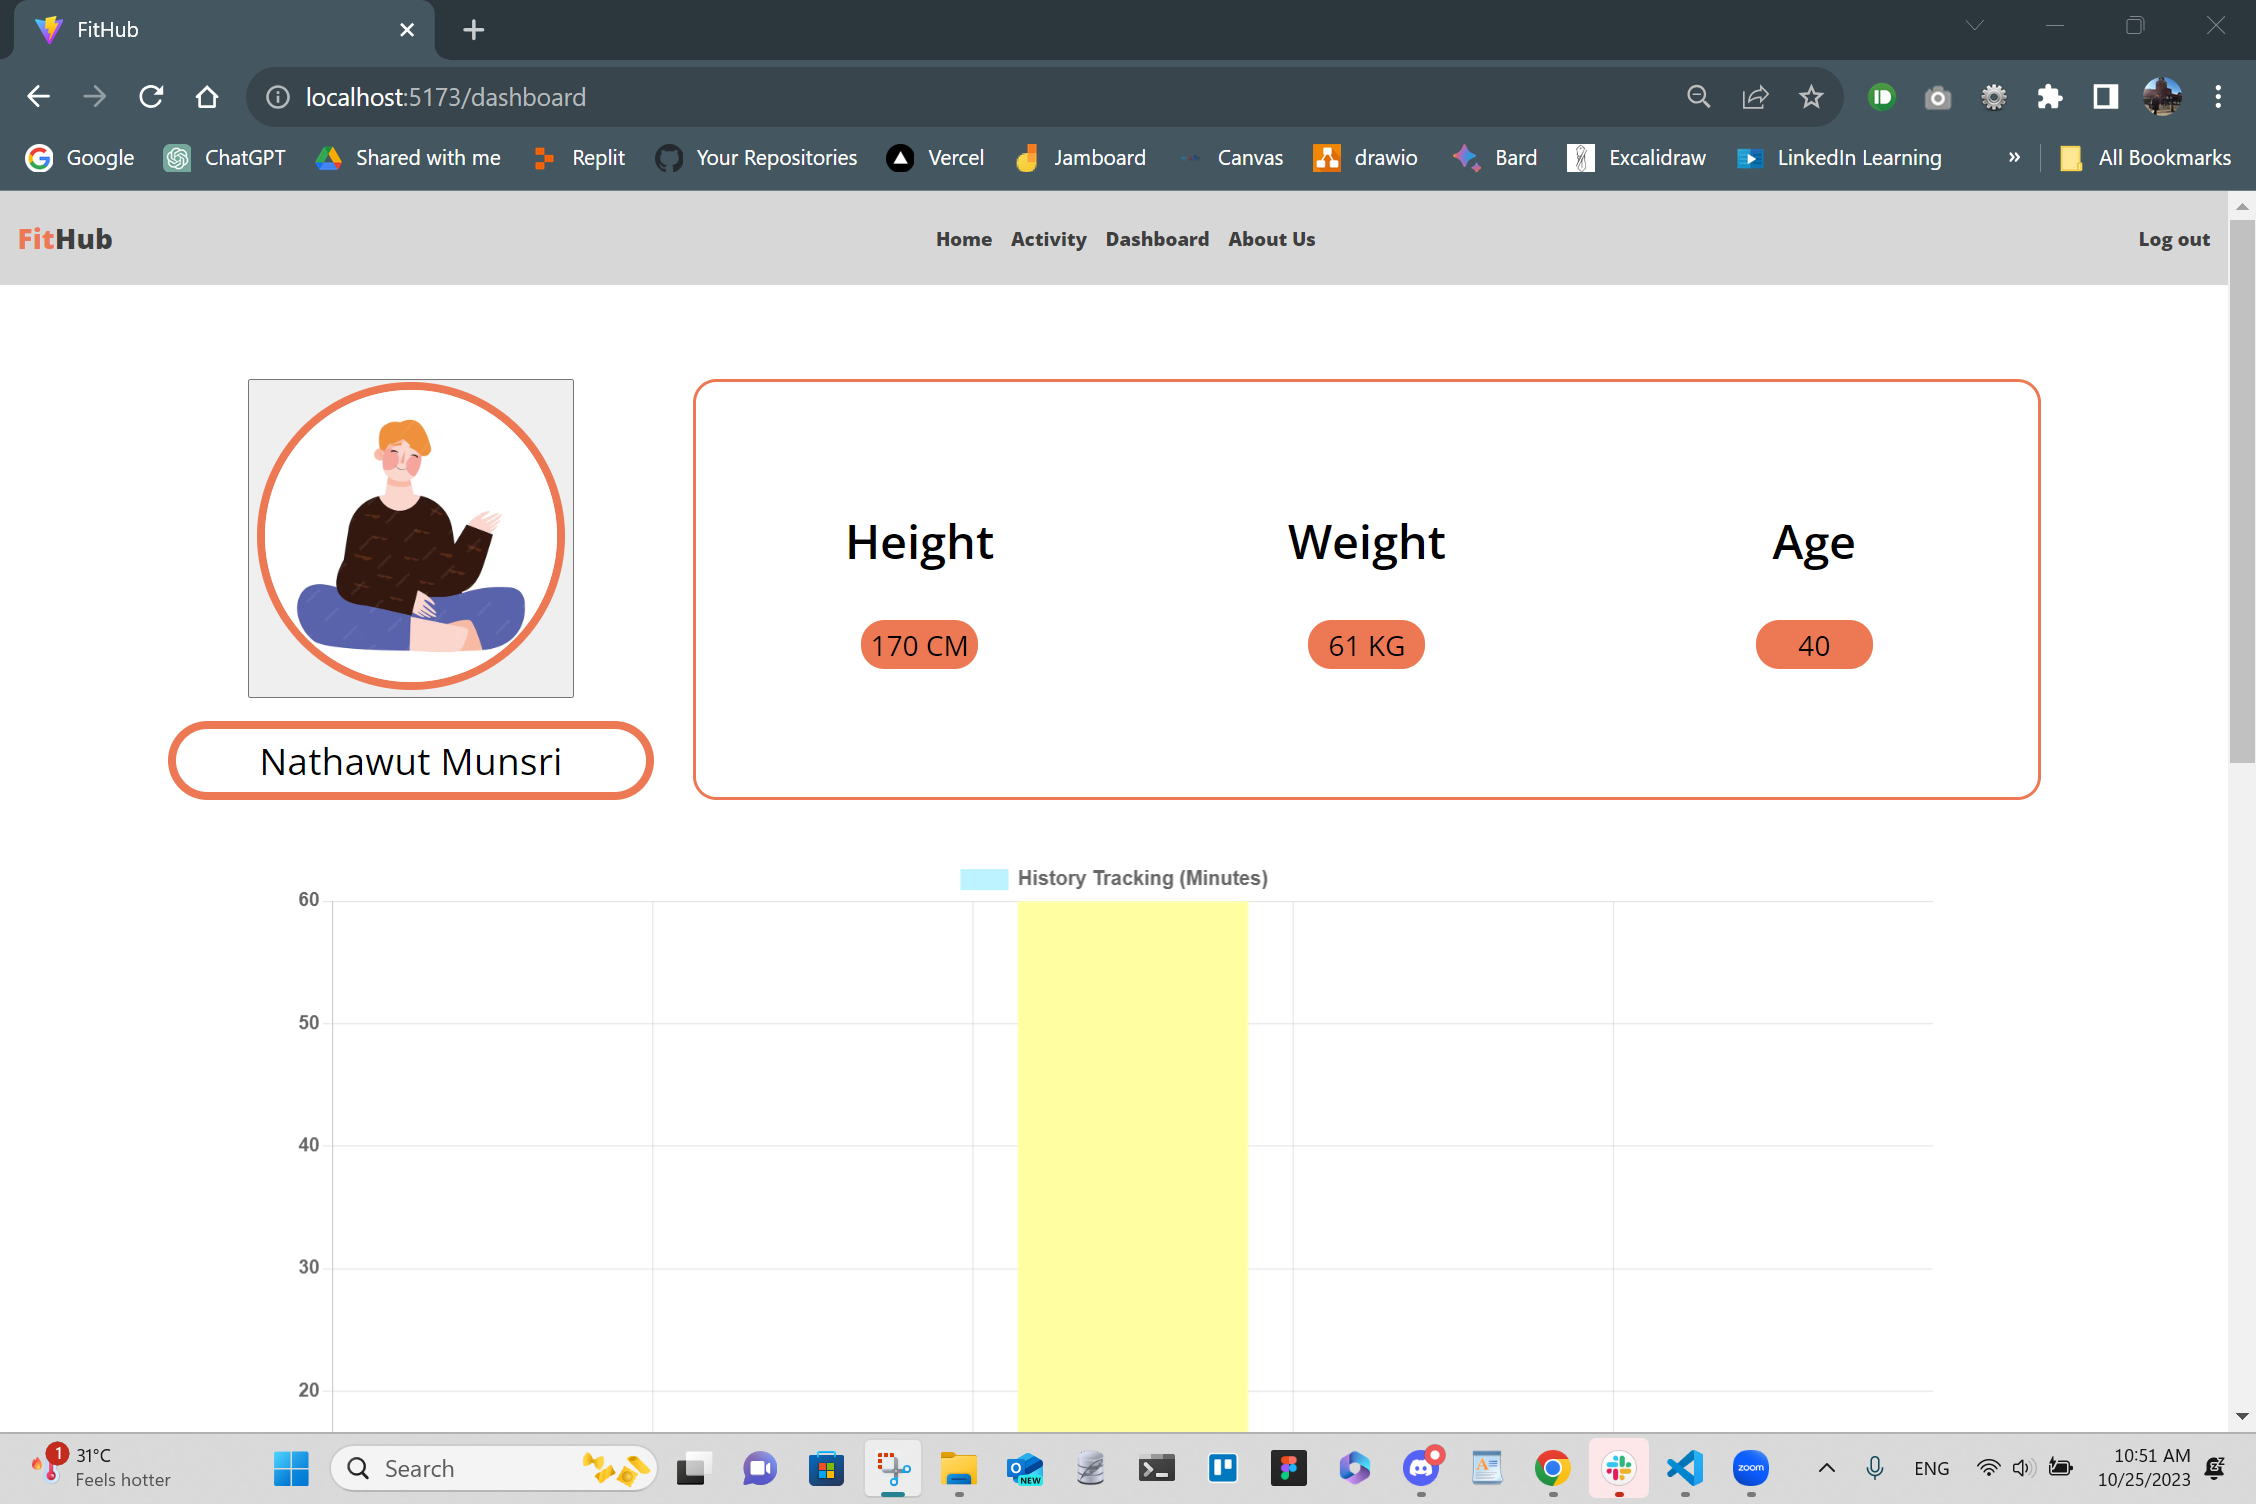 FitHub
localhost:5173/dashboard
Google ChatGPT Shared with me Replit Your Repositories Vercel Jamboard Canvas drawio Bard Excalidraw LinkedIn Learning » All Bookmarks
FitHub Home Activity Dashboard About Us Log out
Height Weight Age
170 CM 61 KG 40
Nathawut Munsri
History Tracking (Minutes)
60
50
40
30
20
1 31°C
Feels hotter
Search
NEW
zoom
ENG
10:51 AM
10/25/2023